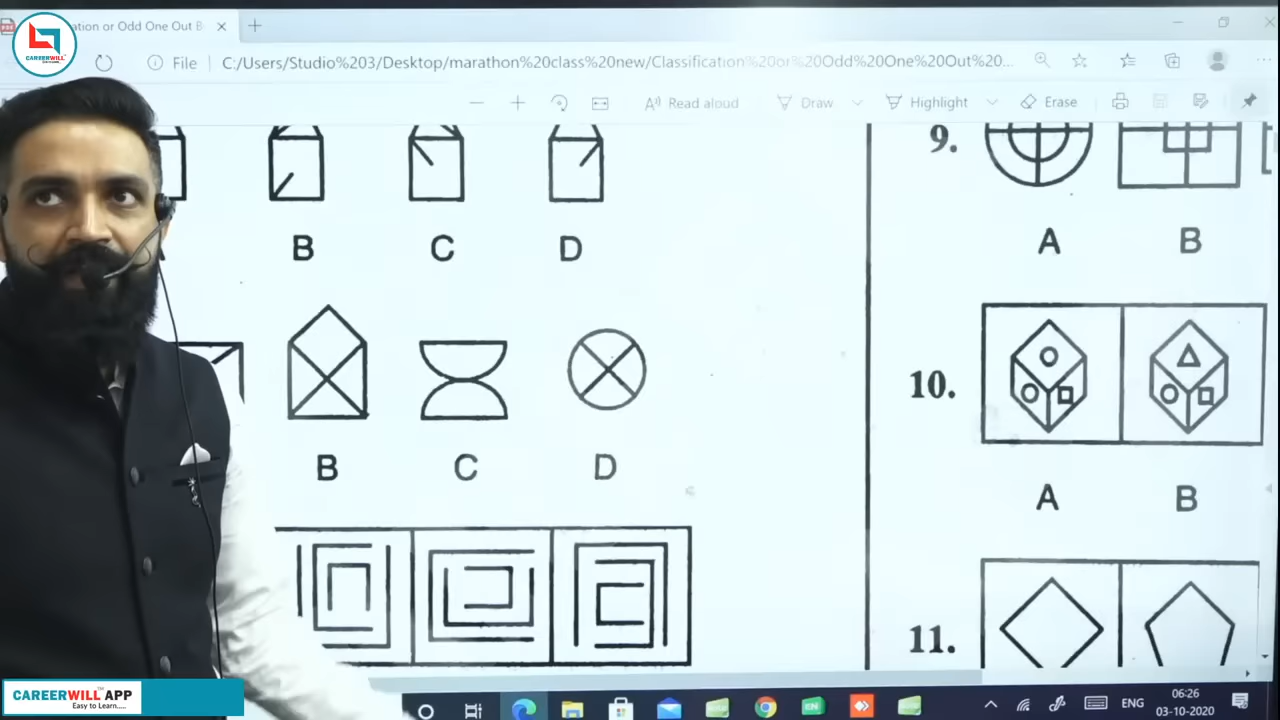 ation or Odd One Out B
CAREERWILL
File
C:/Users/Studio%203/Desktop/marathon%20class%20new/Classification%20or%20Odd%20One%20Out%20...
Read aloud
Draw
Highlight
Erase
B C D
B C D
9.
A B
10.
A B
11.
CAREERWILL APP
Easy to Learn.....
ENG
06:26
03-10-2020